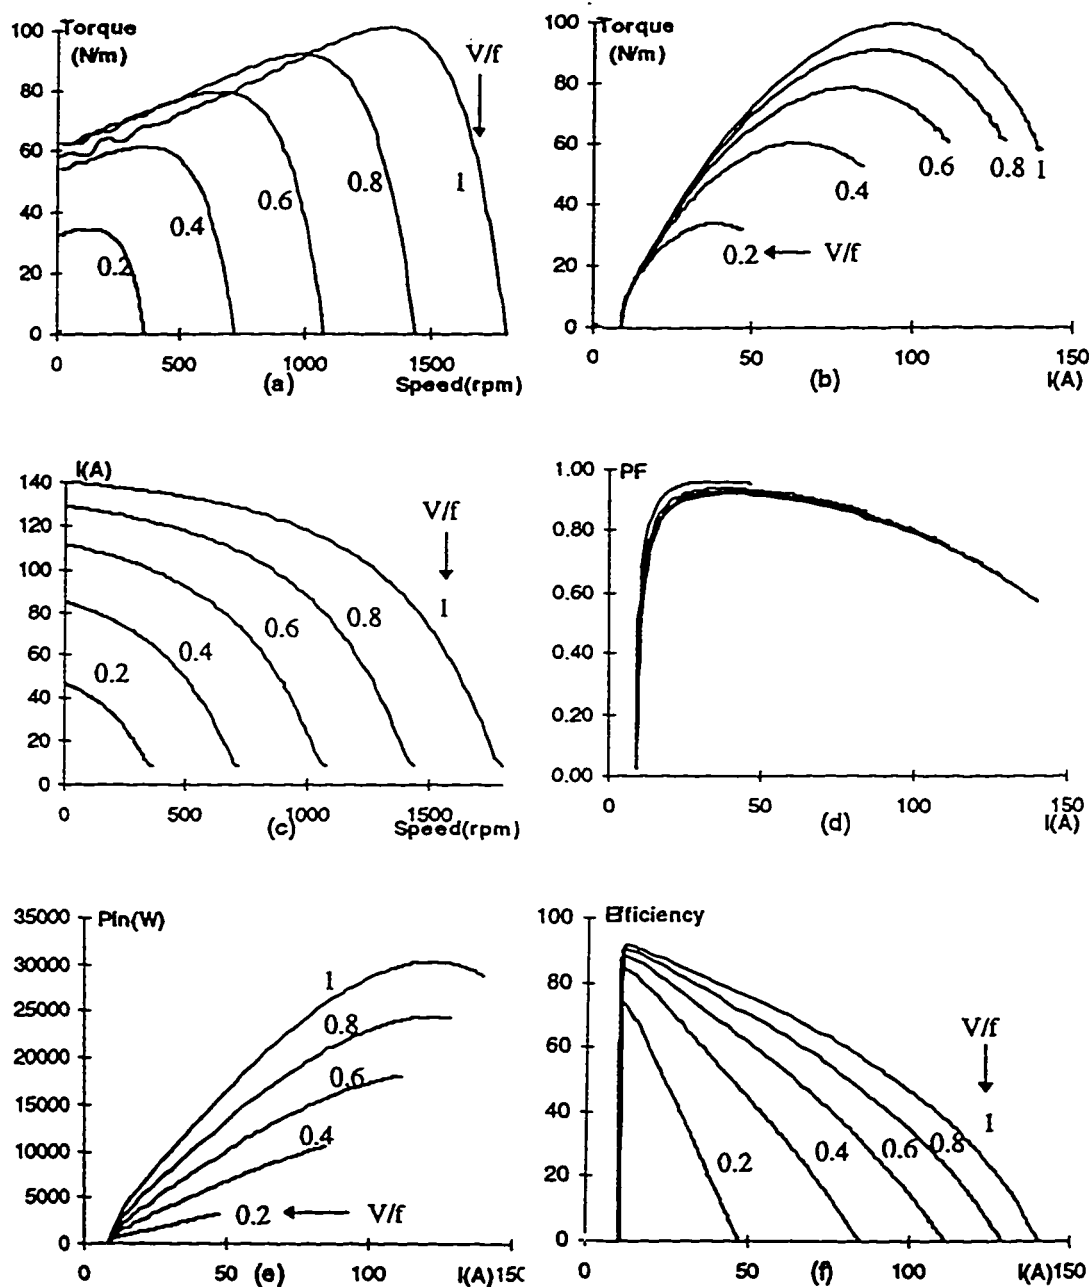 Torque
(N/m)
100
80
60
40
20
0
V/f
0.2
0.4
0.6
0.8
1
0 500 1000 1500
(a)
Speed(rpm)
Torque
(N/m)
100
80
60
40
20
0
0.4
0.6
0.8
1
0.2
V/f
0 50 100 150
(b)
I(A)
I(A)
140
120
100
80
60
40
20
0
V/f
0.2
0.4
0.6
0.8
1
0 500 1000 1500
(c)
Speed(rpm)
PF
1.00
0.80
0.60
0.40
0.20
0.00
0 50 100 150
(d)
I(A)
Pin(W)
35000
30000
25000
20000
15000
10000
5000
0
1
0.8
0.6
0.4
0.2
V/f
0 50 100
(e)
I(A) 150
Efficiency
100
80
60
40
20
0
V/f
0.2
0.4
0.6
0.8
1
0 50 100
(f)
I(A) 150